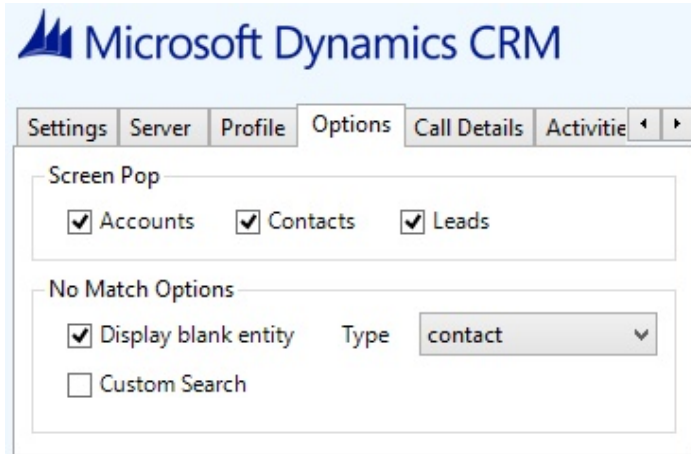 Microsoft Dynamics CRM
Settings Server Profile Options Call Details Activitie
Screen Pop
Accounts Contacts Leads
No Match Options
Display blank entity Type contact
Custom Search